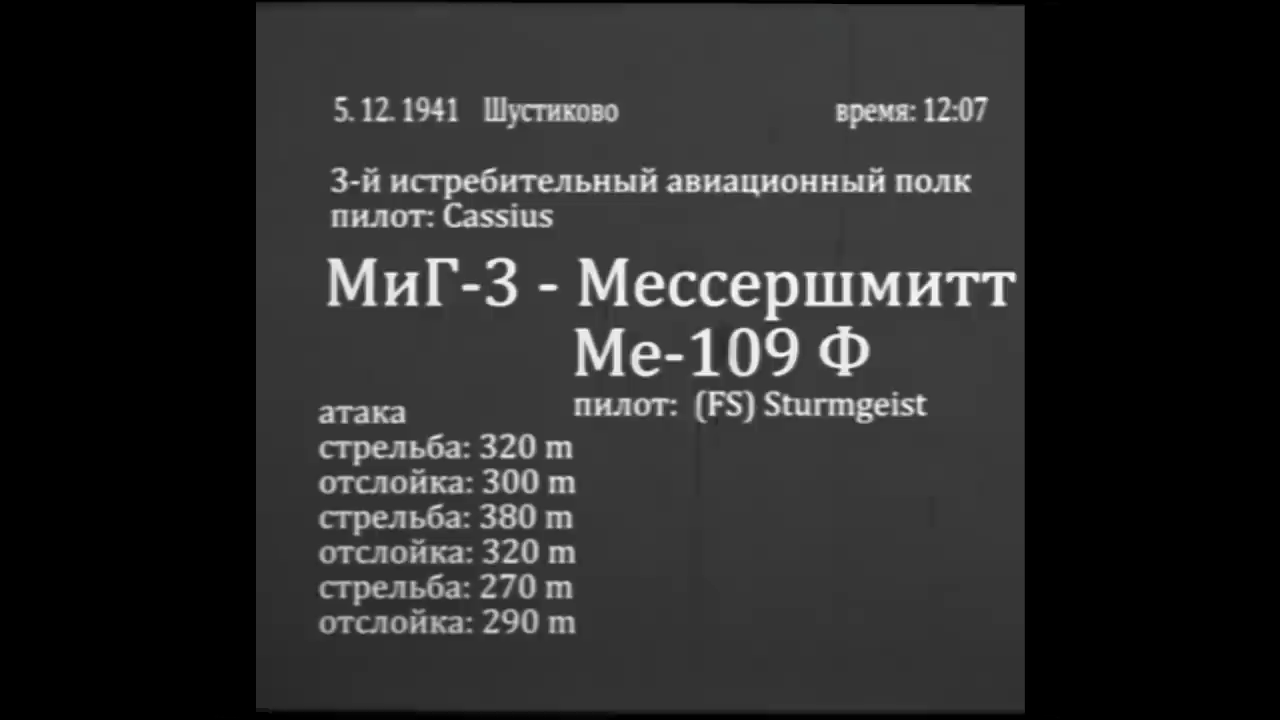 5. 12. 1941 Шустиково время: 12:07
3-й истребительный авиационный полк
пилот: Cassius
МиГ-3 - Мессершмитт
Ме-109 Ф
пилот: (FS) Sturmgeist
атака
стрельба: 320 m
отслойка: 300 m
стрельба: 380 m
отслойка: 320 m
стрельба: 270 m
отслойка: 290 m